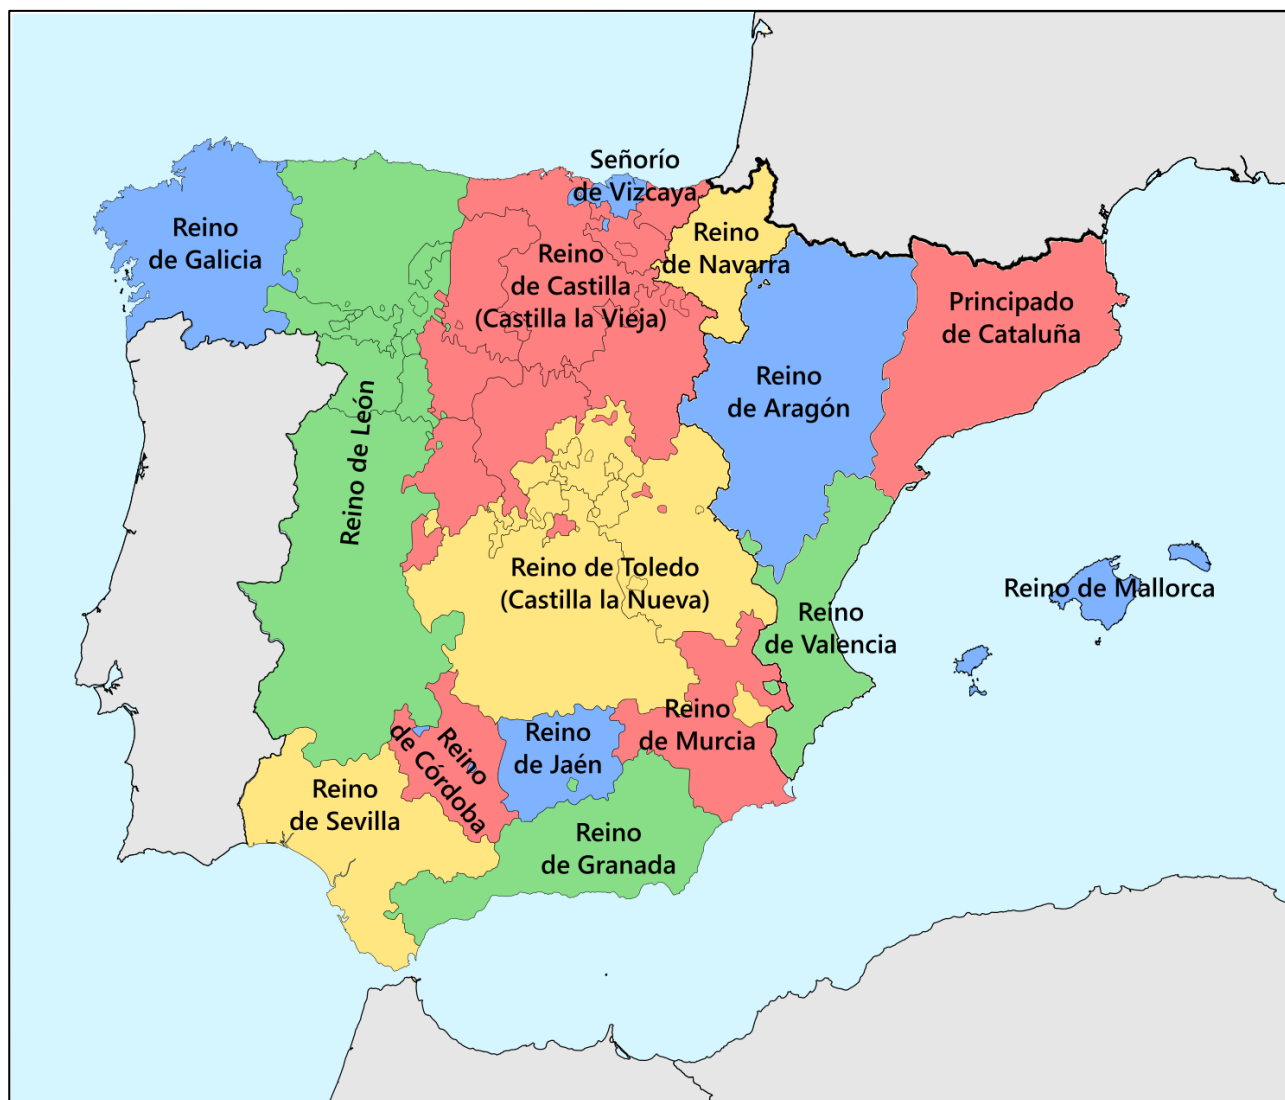 Señorío
de Vizcaya
Reino
de Galicia
Reino
de Castilla
(Castilla la Vieja)
Reino
de Navarra
Principado
de Cataluña
Reino
de Aragón
Reino de León
Reino de Toledo
(Castilla la Nueva)
Reino de Mallorca
Reino
de Valencia
Reino
de Murcia
Reino
de Jaén
Reino
de Córdoba
Reino
de Sevilla
Reino
de Granada